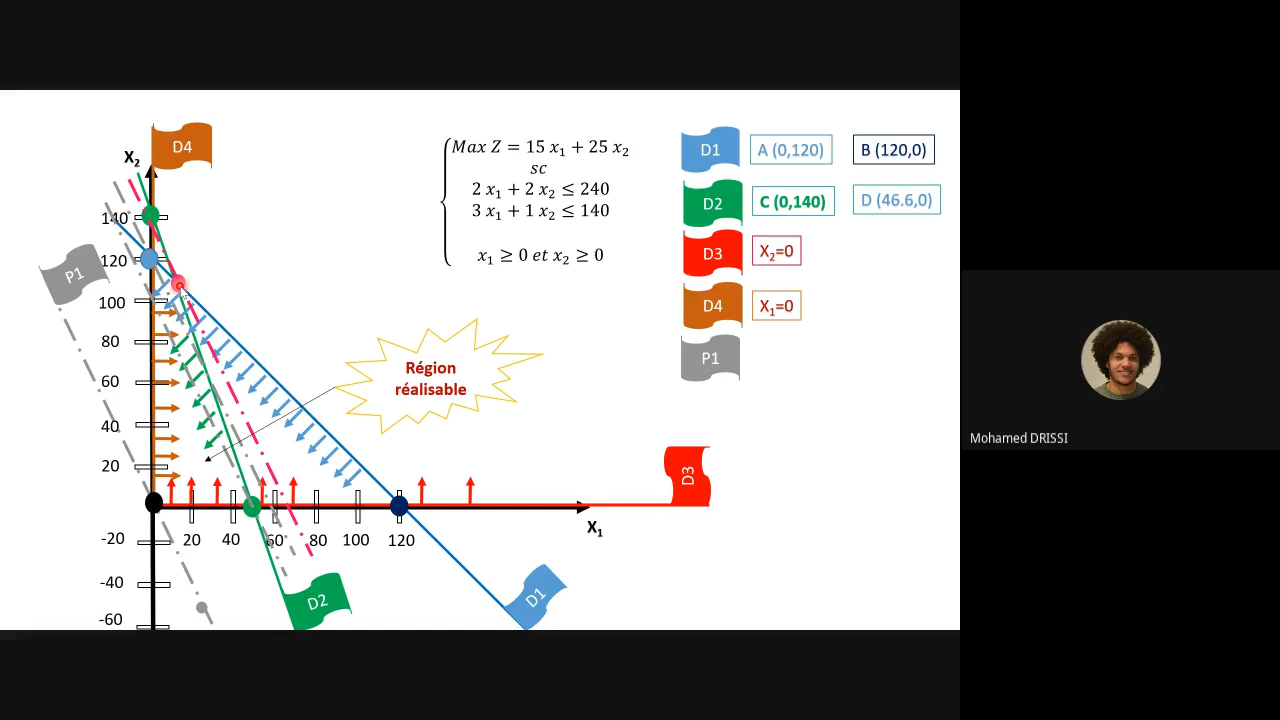 D4
X₂
140
120
100
80
60
40
20
-20
-40
-60
20 40 60 80 100 120
X₁
P1
D2
D1
D3
Région
réalisable
Max Z = 15 x₁ + 25 x₂
sc
2 x₁ + 2 x₂ ≤ 240
3 x₁ + 1 x₂ ≤ 140
x₁ ≥ 0 et x₂ ≥ 0
D1 A (0,120) B (120,0)
D2 C (0,140) D (46.6,0)
D3 X₂=0
D4 X₁=0
P1
Mohamed DRISSI